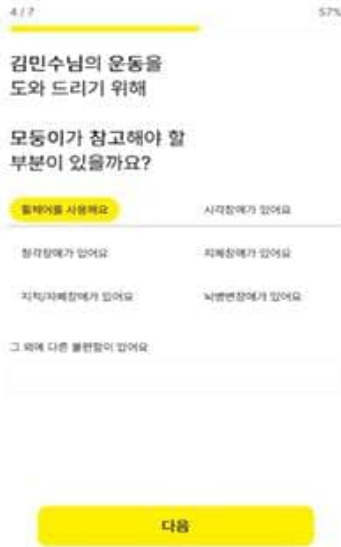 4 / 7
57%
김민수님의 운동을
도와 드리기 위해
모둥이가 참고해야 할
부분이 있을까요?
휠체어를 사용해요
시각장애가 있어요
청각장애가 있어요
지체장애가 있어요
지적/자폐장애가 있어요
뇌병변장애가 있어요
그 외에 다른 불편함이 있어요
다음